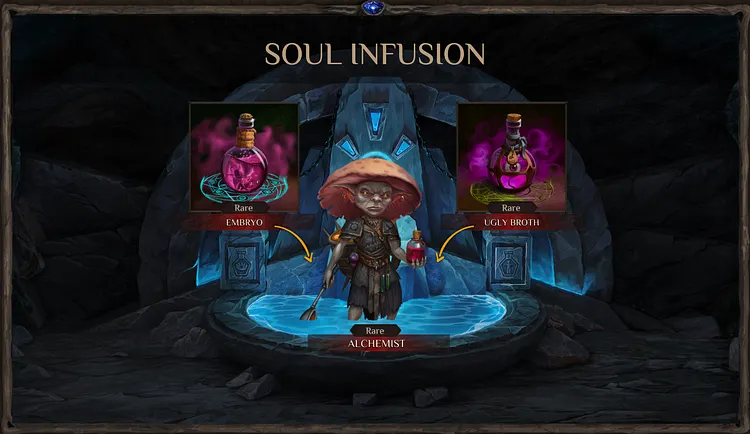 SOUL INFUSION
Rare
EMBRYO
Rare
UGLY BROTH
Rare
ALCHEMIST